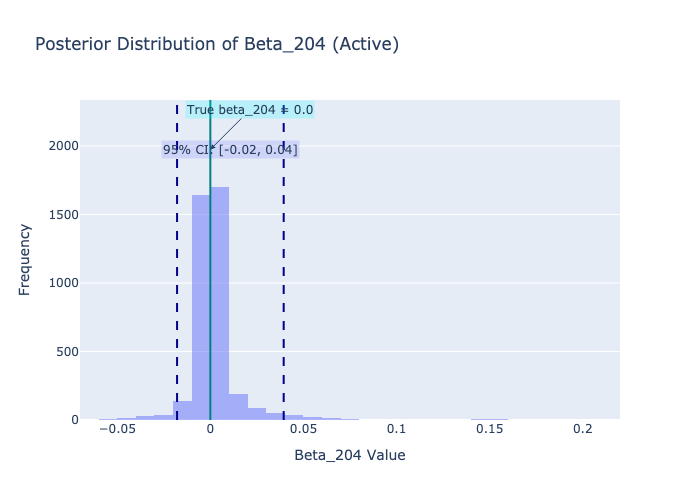 Posterior Distribution of Beta_204 (Active)
True beta_204 = 0.0
95% CI: [-0.02, 0.04]
2000
1500
1000
500
0
Frequency
−0.05
0
0.05
0.1
0.15
0.2
Beta_204 Value